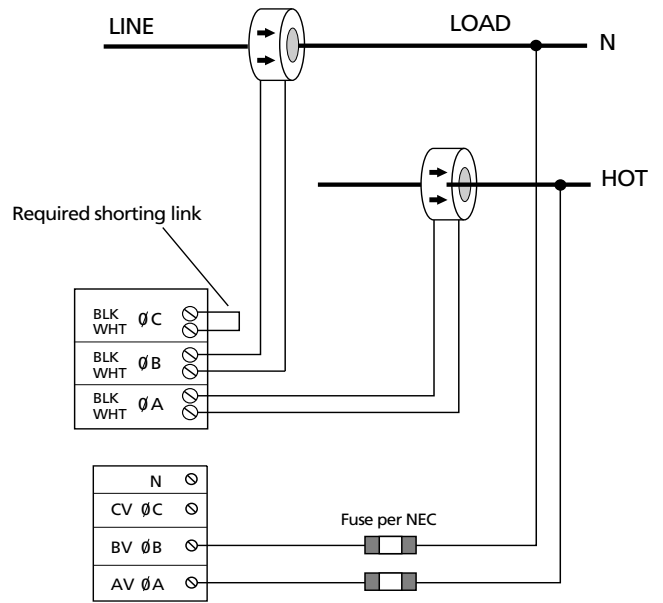 LINE
LOAD
N
HOT
Required shorting link
BLK
WHT
ØC
BLK
WHT
ØB
BLK
WHT
ØA
N
CV ØC
BV ØB
AV ØA
Fuse per NEC